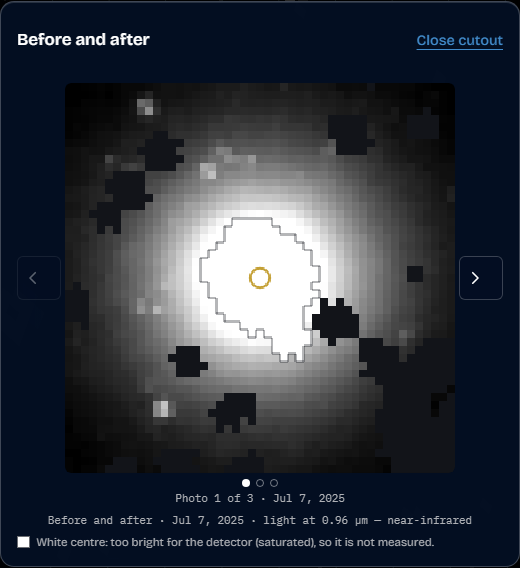 Before and after
Close cutout
Photo 1 of 3 · Jul 7, 2025
Before and after · Jul 7, 2025 · light at 0.96 μm — near-infrared
White centre: too bright for the detector (saturated), so it is not measured.